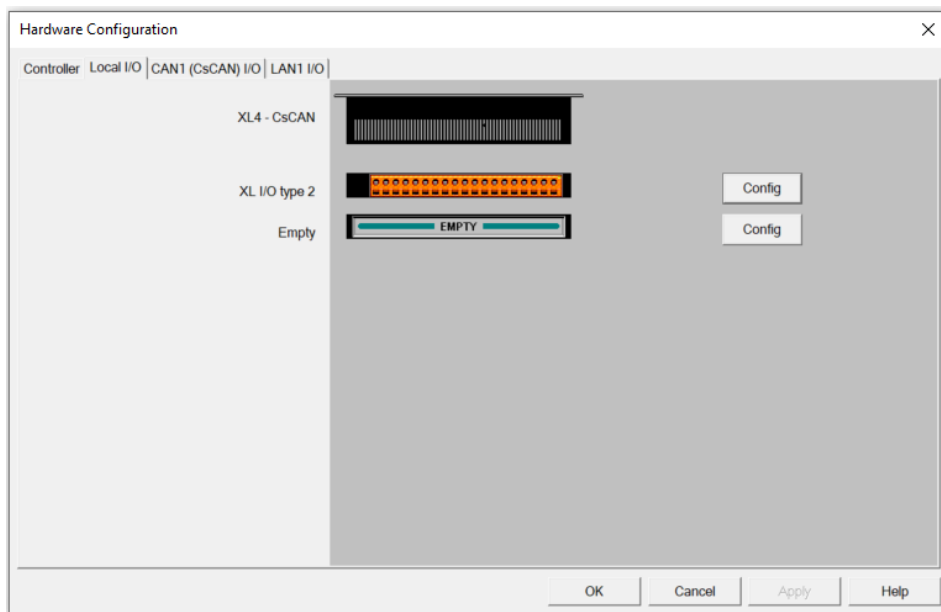 Hardware Configuration
Controller Local I/O CAN1 (CsCAN) I/O LAN1 I/O
XL4 - CsCAN
XL I/O type 2 Config
Empty EMPTY Config
OK Cancel Apply Help